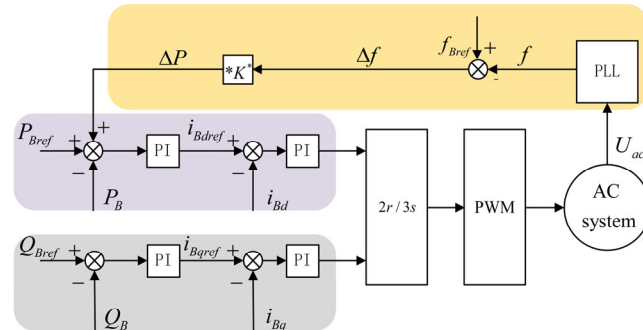 ΔP
*K*
Δf
f_Bref
+
-
f
PLL
P_Bref
+
+
−
PI
i_Bdref
+
−
PI
P_B
i_Bd
2r/3s
PWM
AC
system
U_ac
Q_Bref
+
−
PI
i_Bqref
+
−
PI
Q_B
i_Bq